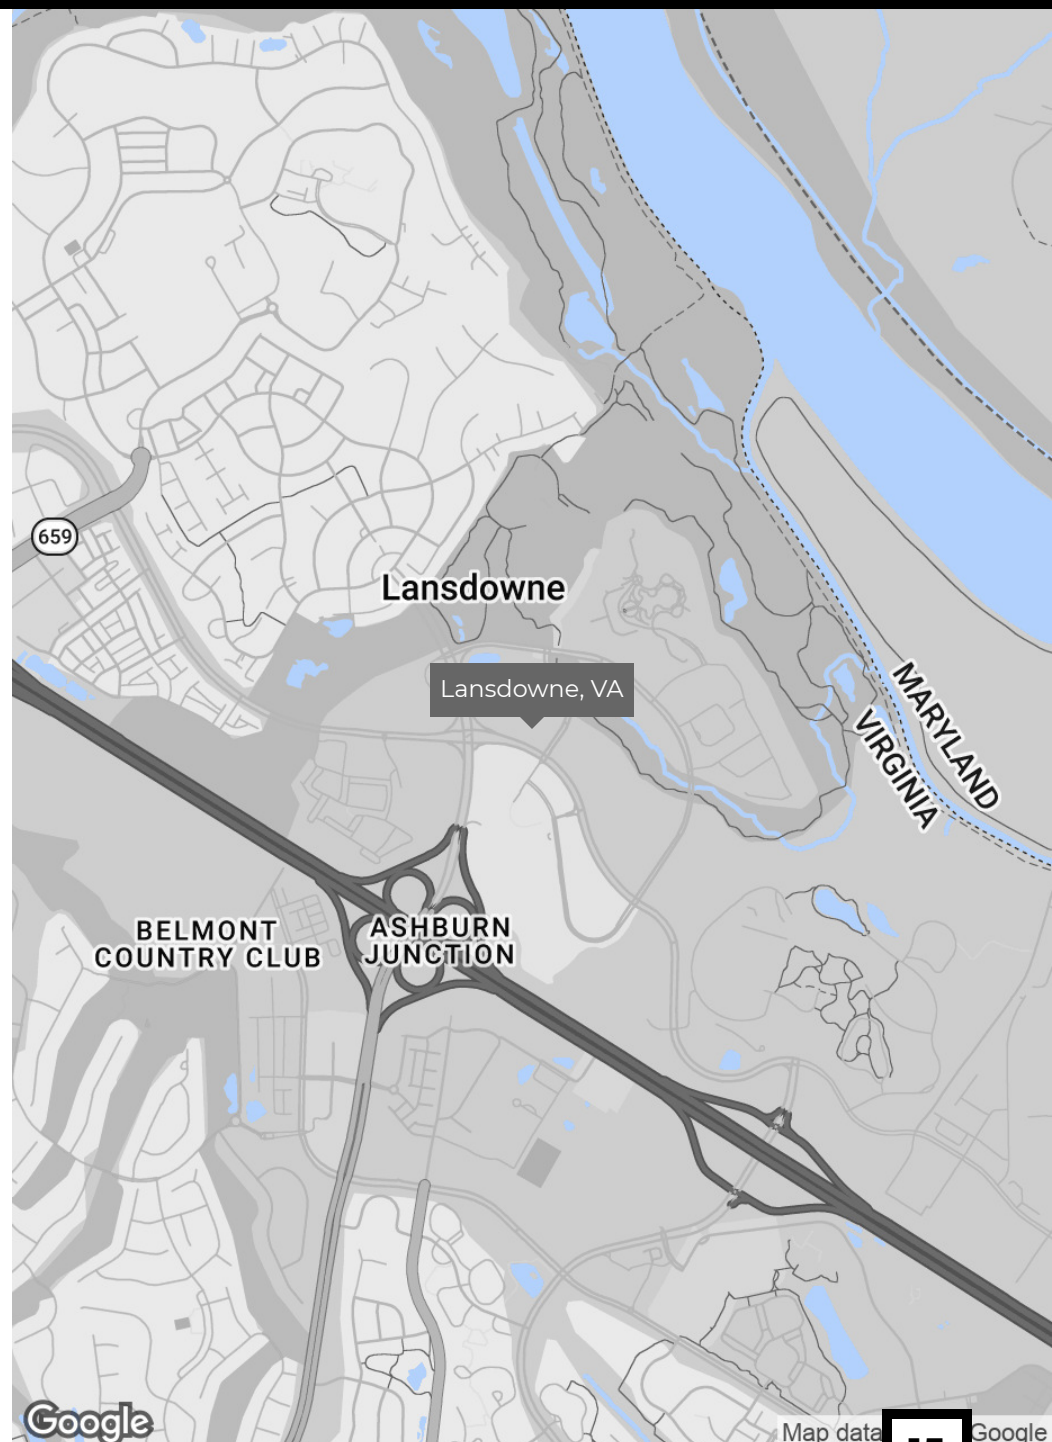 659
Lansdowne
Lansdowne, VA
MARYLAND
VIRGINIA
BELMONT
COUNTRY CLUB
ASHBURN
JUNCTION
Google
Map data
Google